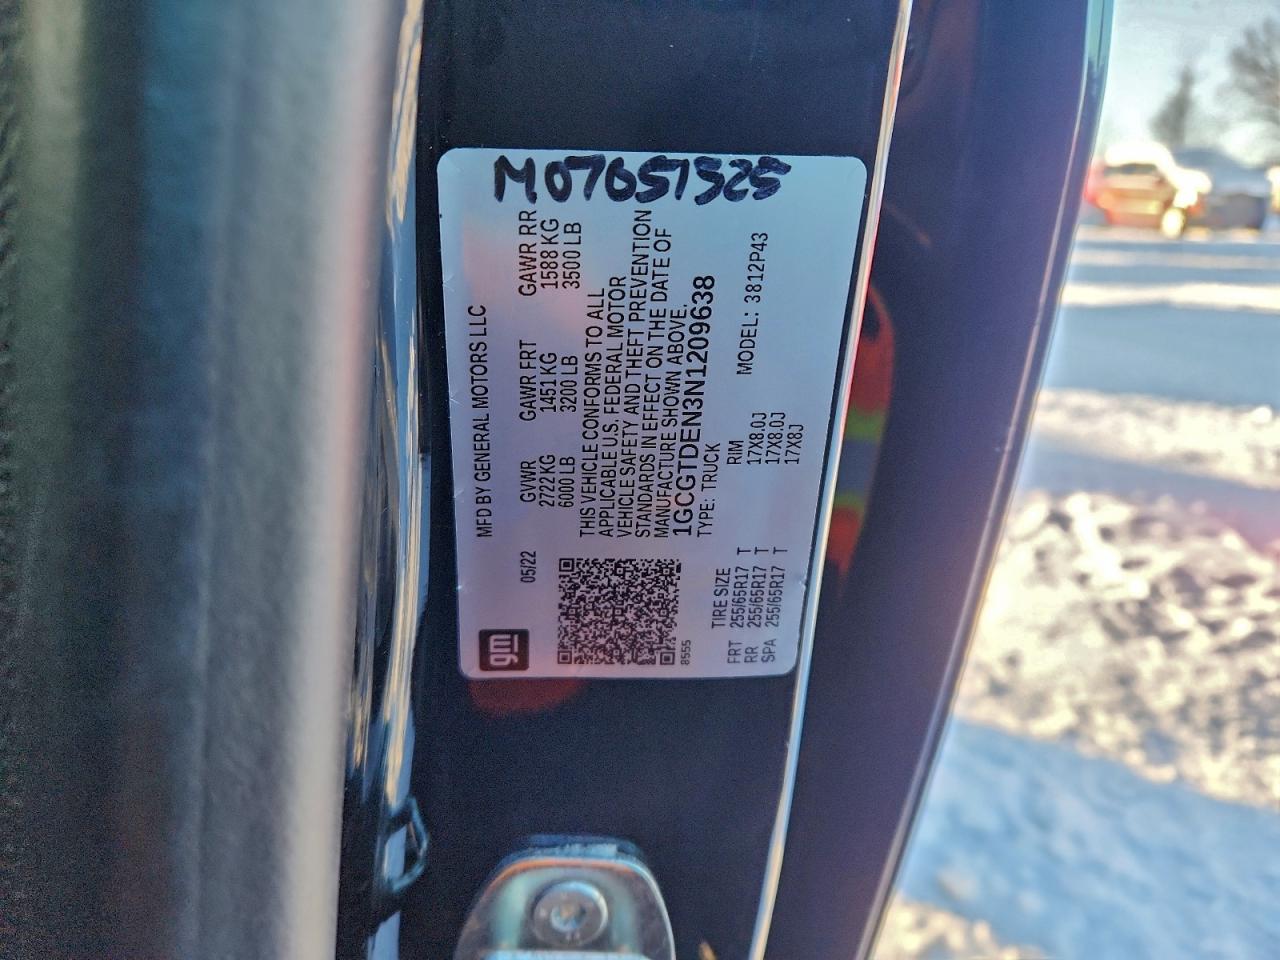 M07051325
MFD BY GENERAL MOTORS LLC
05/22 GVWR GAWR FRT GAWR RR
2722 KG 1451 KG 1588 KG
6000 LB 3200 LB 3500 LB
THIS VEHICLE CONFORMS TO ALL
APPLICABLE U.S. FEDERAL MOTOR
VEHICLE SAFETY AND THEFT PREVENTION
STANDARDS IN EFFECT ON THE DATE OF
MANUFACTURE SHOWN ABOVE.
1GCGTDEN3N1209638
TYPE: TRUCK MODEL: 3812P43
TIRE SIZE RIM
FRT 255/65R17 T 17X8.0J
RR 255/65R17 T 17X8.0J
SPA 255/65R17 T 17X8J
gm
8555